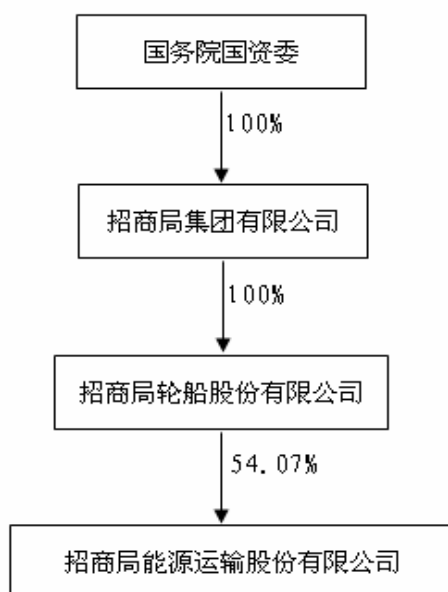 国务院国资委
100%
招商局集团有限公司
100%
招商局轮船股份有限公司
54.07%
招商局能源运输股份有限公司